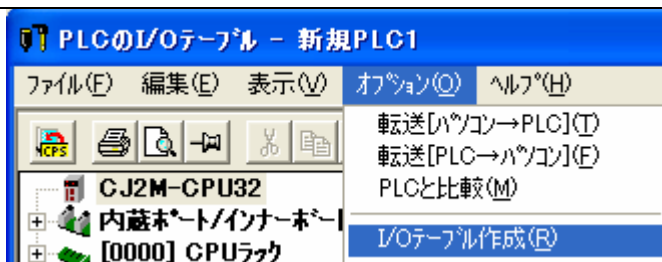 PLCのI/Oテーブル - 新規PLC1
ファイル(F) 編集(E) 表示(V) オプション(O) ヘルプ(H)
転送[パソコン→PLC](T)
転送[PLC→パソコン](F)
PLCと比較(M)
I/Oテーブル作成(R)
CPS
CJ2M-CPU32
内蔵ポート/インナーボード
[0000] CPUラック